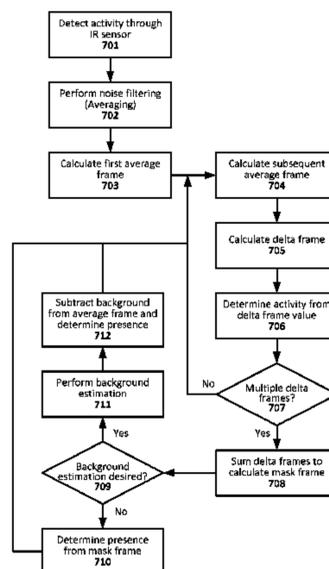 Detect activity through
IR sensor
701
Perform noise filtering
(Averaging)
702
Calculate first average
frame
703
Calculate subsequent
average frame
704
Calculate delta frame
705
Determine activity from
delta frame value
706
Multiple delta
frames?
707
No
Yes
Sum delta frames to
calculate mask frame
708
Background
estimation desired?
709
Yes
No
Determine presence
from mask frame
710
Perform background
estimation
711
Subtract background
from average frame and
determine presence
712